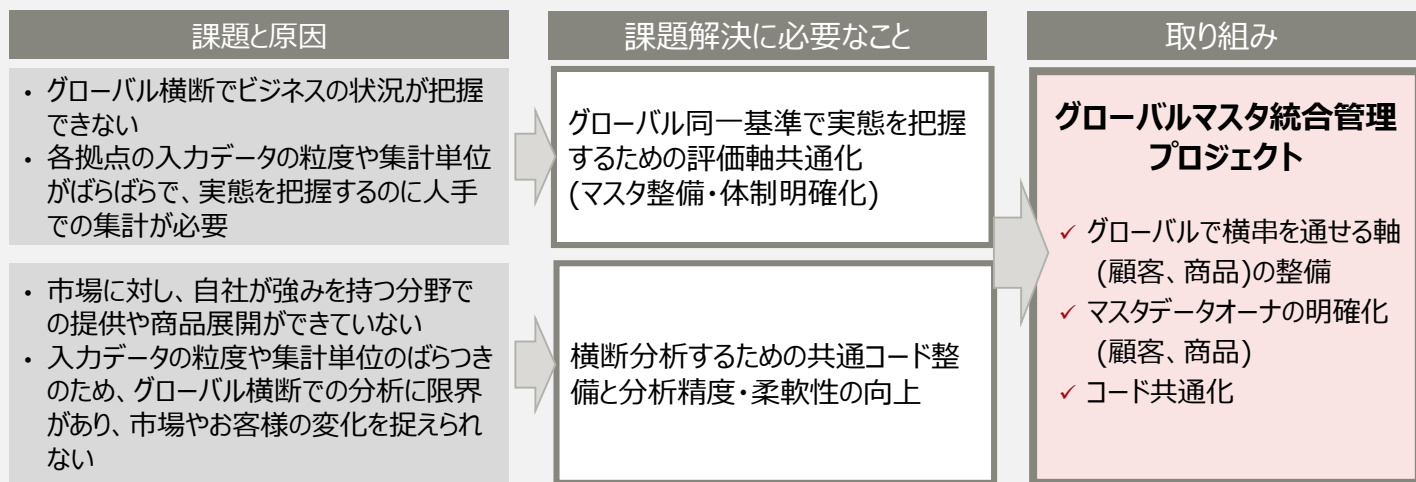 課題と原因
・ グローバル横断でビジネスの状況が把握
できない
・ 各拠点の入力データの粒度や集計単位
がばらばらで、実態を把握するのに人手
での集計が必要
・ 市場に対し、自社が強みを持つ分野で
の提供や商品展開ができていない
・ 入力データの粒度や集計単位のばらつき
のため、グローバル横断での分析に限界
があり、市場やお客様の変化を捉えられ
ない
課題解決に必要なこと
グローバル同一基準で実態を把握
するための評価軸共通化
(マスタ整備・体制明確化)
横断分析するための共通コード整
備と分析精度・柔軟性の向上
取り組み
グローバルマスタ統合管理
プロジェクト
✓ グローバルで横串を通せる軸
(顧客、商品)の整備
✓ マスタデータオーナの明確化
(顧客、商品)
✓ コード共通化